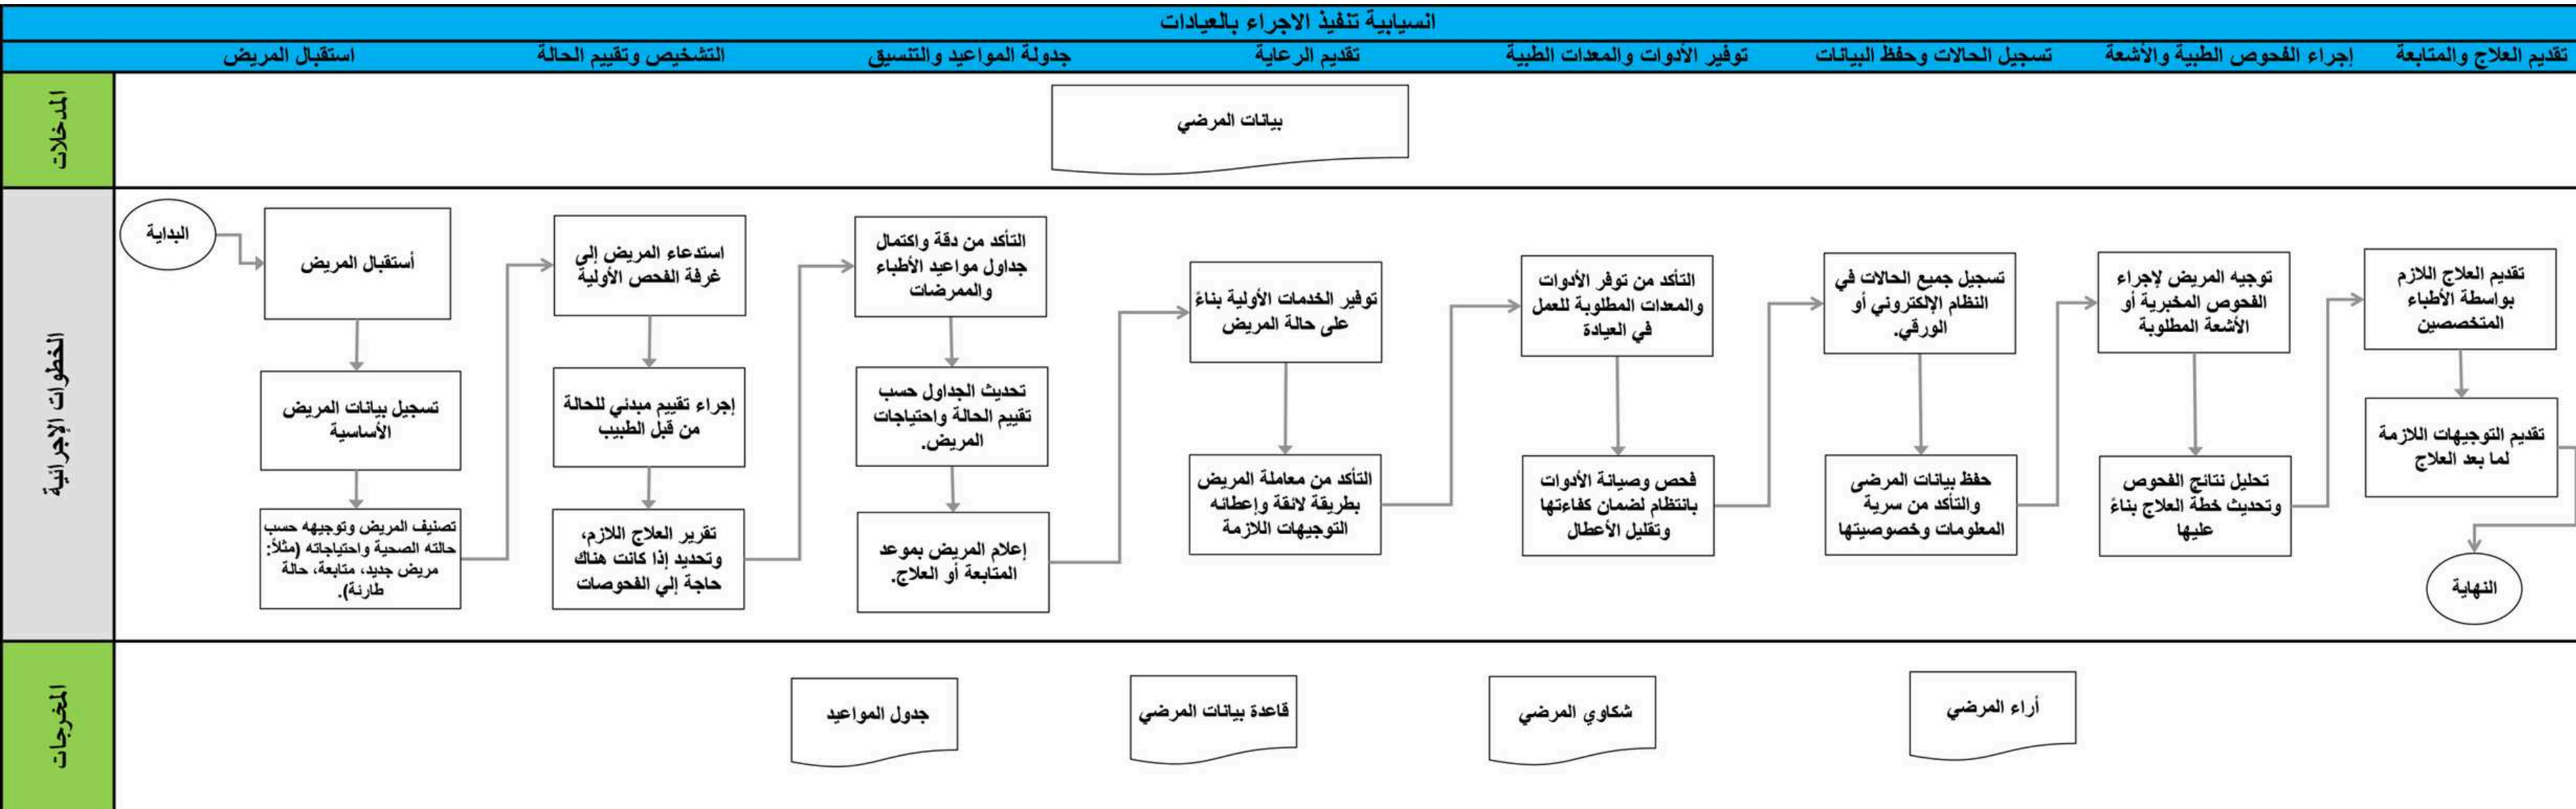 انسيابية تنفيذ الاجراء بالعيادات
استقبال المريض
التشخيص وتقييم الحالة
جدولة المواعيد والتنسيق
تقديم الرعاية
توفير الأدوات والمعدات الطبية
تسجيل الحالات وحفظ البيانات
إجراء الفحوص الطبية والأشعة
تقديم العلاج والمتابعة
المدخلات
بيانات المرضي
الخطوات الإجرائية
البداية
أستقبال المريض
تسجيل بيانات المريض
الأساسية
تصنيف المريض وتوجيهه حسب
حالته الصحية واحتياجاته (مثلاً:
مريض جديد، متابعة، حالة
طارئة).
استدعاء المريض إلي
غرفة الفحص الأولية
إجراء تقييم مبدئي للحالة
من قبل الطبيب
تقرير العلاج اللازم،
وتحديد إذا كانت هناك
حاجة إلي الفحوصات
التأكد من دقة واكتمال
جداول مواعيد الأطباء
والممرضات
تحديث الجداول حسب
تقييم الحالة واحتياجات
المريض.
إعلام المريض بموعد
المتابعة أو العلاج.
توفير الخدمات الأولية بناءً
على حالة المريض
التأكد من معاملة المريض
بطريقة لائقة وإعطائه
التوجيهات اللازمة
التأكد من توفر الأدوات
والمعدات المطلوبة للعمل
في العيادة
فحص وصيانة الأدوات
بانتظام لضمان كفاءتها
وتقليل الأعطال
تسجيل جميع الحالات في
النظام الإلكتروني أو
الورقي.
حفظ بيانات المرضى
والتأكد من سرية
المعلومات وخصوصيتها
توجيه المريض لإجراء
الفحوص المخبرية أو
الأشعة المطلوبة
تحليل نتائج الفحوص
وتحديث خطة العلاج بناءً
عليها
تقديم العلاج اللازم
بواسطة الأطباء
المتخصصين
تقديم التوجيهات اللازمة
لما بعد العلاج
النهاية
المخرجات
جدول المواعيد
قاعدة بيانات المرضي
شكاوي المرضي
أراء المرضي